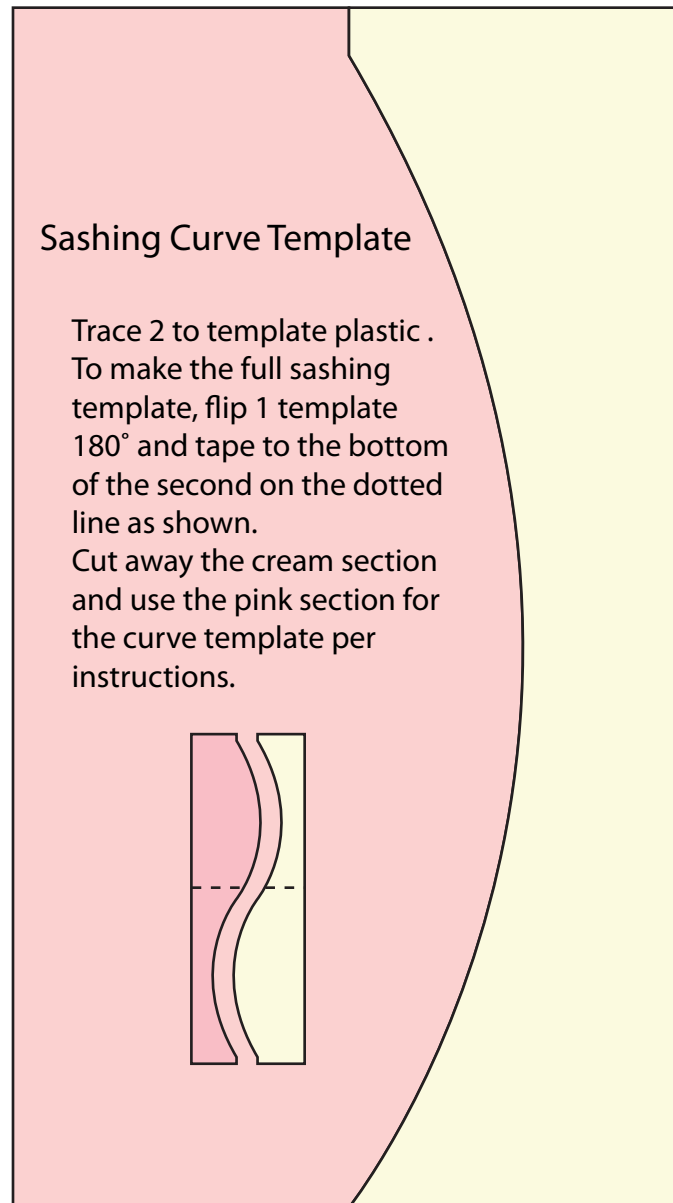 Sashing Curve Template
Trace 2 to template plastic .
To make the full sashing
template, flip 1 template
180˚ and tape to the bottom
of the second on the dotted
line as shown.
Cut away the cream section
and use the pink section for
the curve template per
instructions.